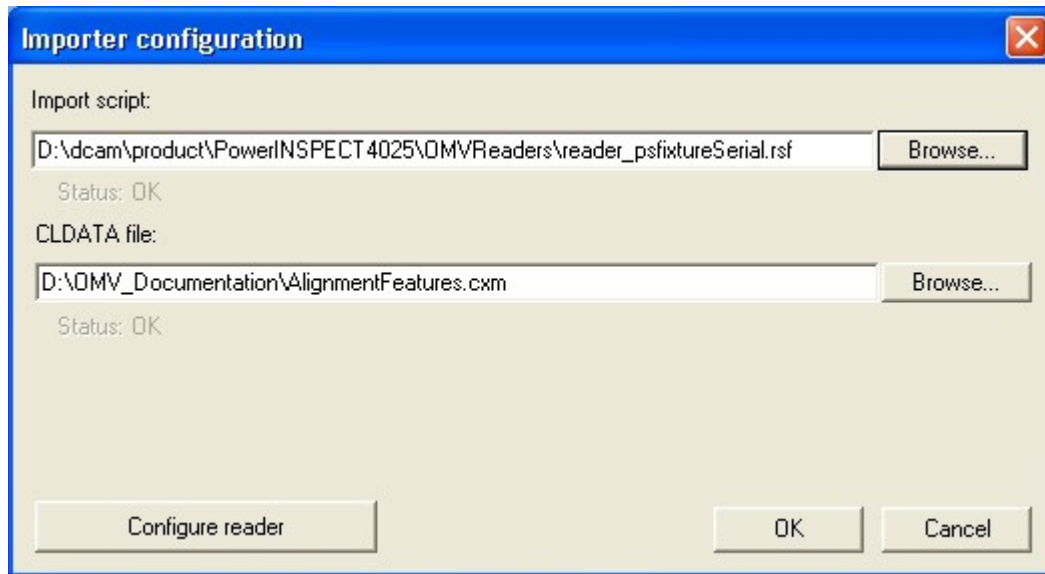 Importer configuration
Import script:
D:\dcam\product\PowerINSPECT4025\OMVReaders\reader_psfixtureSerial.rsf
Browse...
Status: OK
CLDATA file:
D:\OMV_Documentation\AlignmentFeatures.cxm
Browse...
Status: OK
Configure reader
OK
Cancel